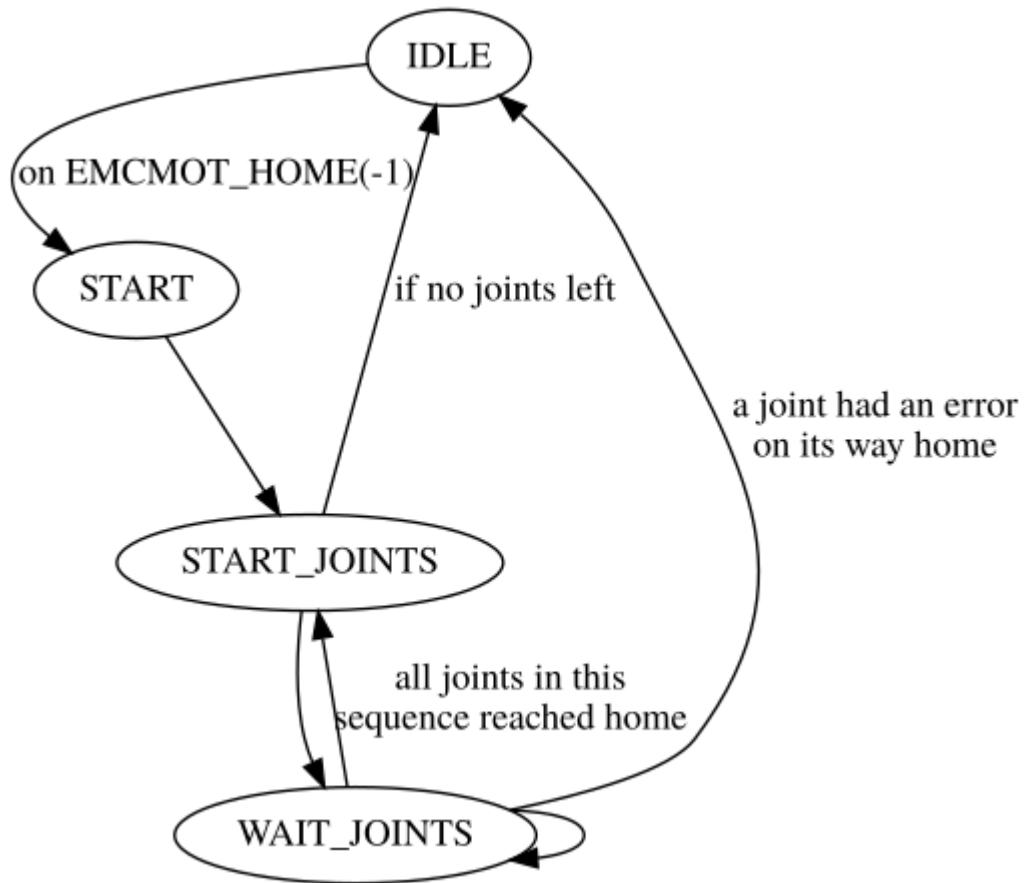 IDLE
on EMCMOT_HOME(-1)
START
if no joints left
a joint had an error
on its way home
START_JOINTS
all joints in this
sequence reached home
WAIT_JOINTS